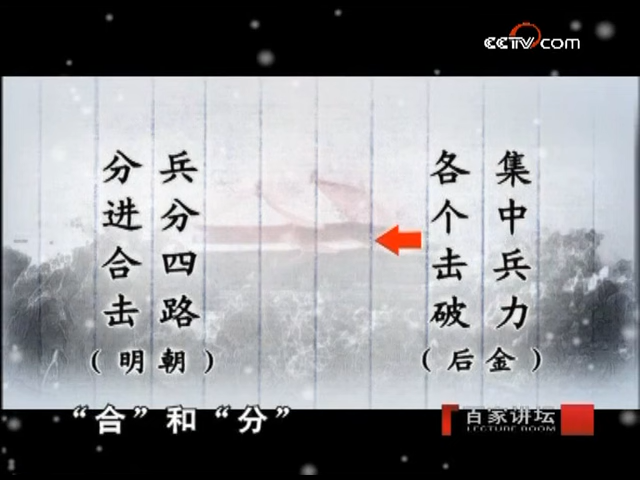 CCTV.com
集中兵力
各个击破
（后金）
兵分四路
分进合击
（明朝）
“合”和“分”
百家讲坛
LECTURE ROOM